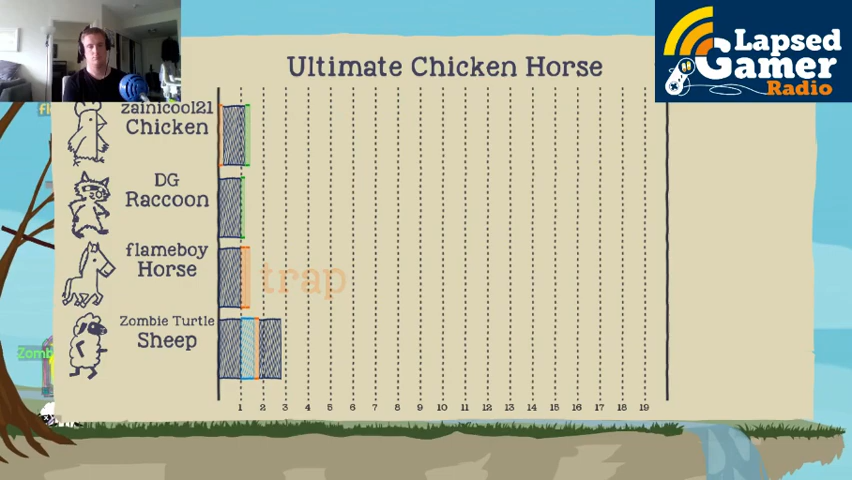 Ultimate Chicken Horse
Lapsed
Gamer
Radio
zainicool21
Chicken
DG
Raccoon
flameboy
Horse
trap
Zombie Turtle
Sheep
Zomb
1 2 3 4 5 6 7 8 9 10 11 12 13 14 15 16 17 18 19